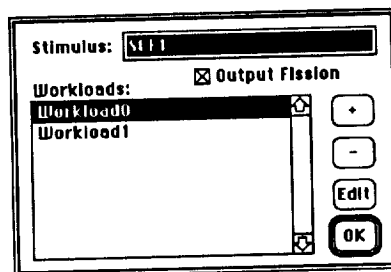 Stimulus:
Output Fission
Workloads:
Workload0
Workload1
+
-
Edit
OK